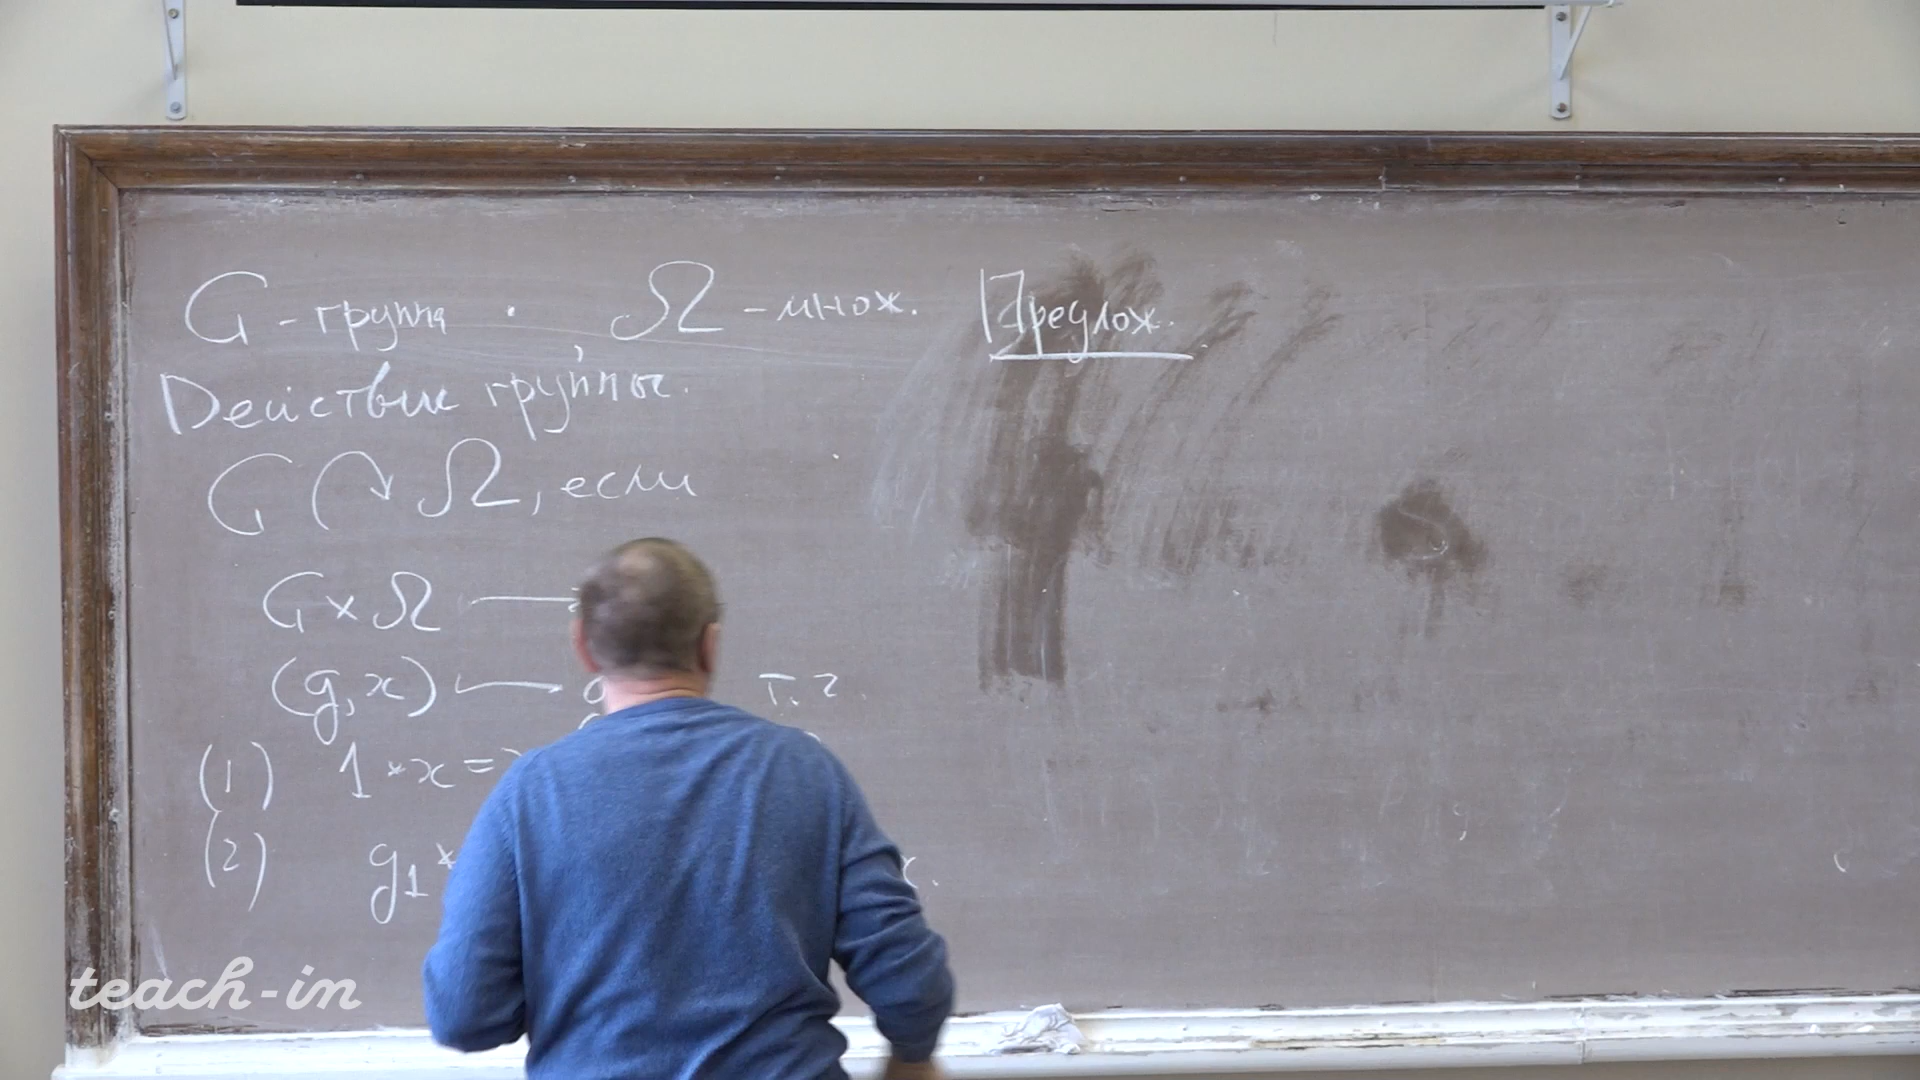 G - группа. Ω - множ.
Действие группы.
G ↷ Ω, если
G × Ω ⟶
(g, x) ⟼ g т.ч.
(1) 1 * x =
(2) g₁ * x.
Предлож.
teach-in